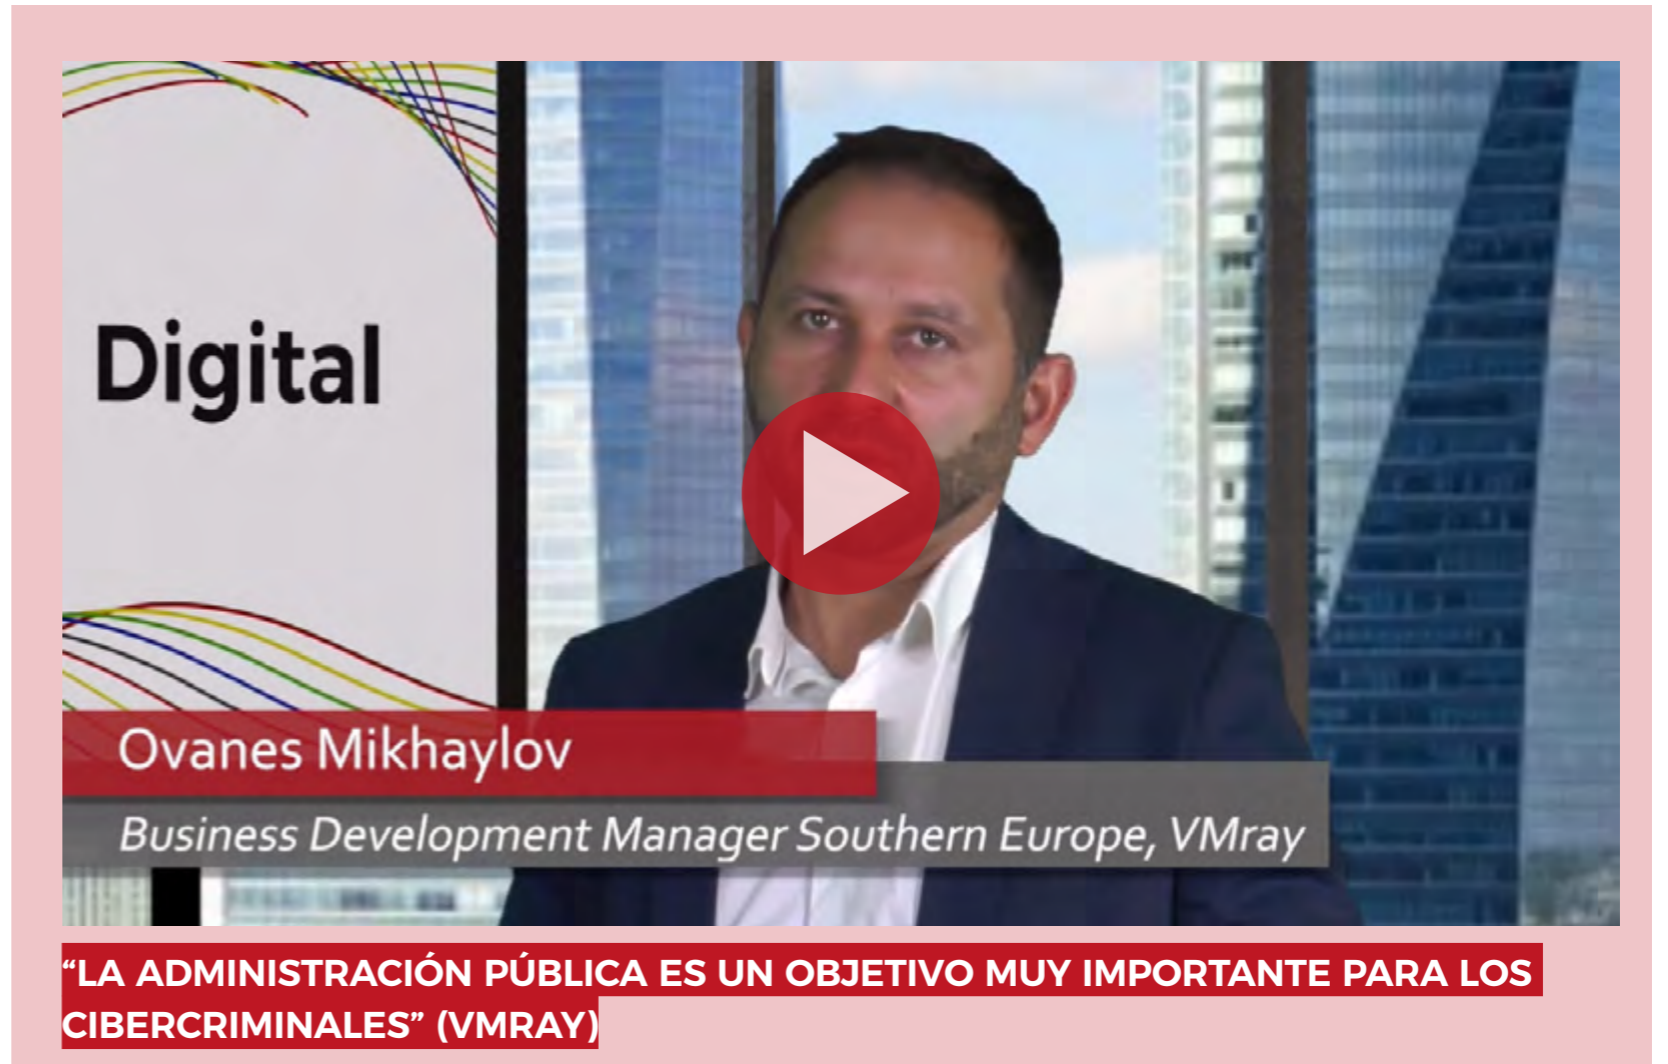 Digital
Ovanes Mikhaylov
Business Development Manager Southern Europe, VMray
“LA ADMINISTRACIÓN PÚBLICA ES UN OBJETIVO MUY IMPORTANTE PARA LOS
CIBERCRIMINALES” (VMRAY)